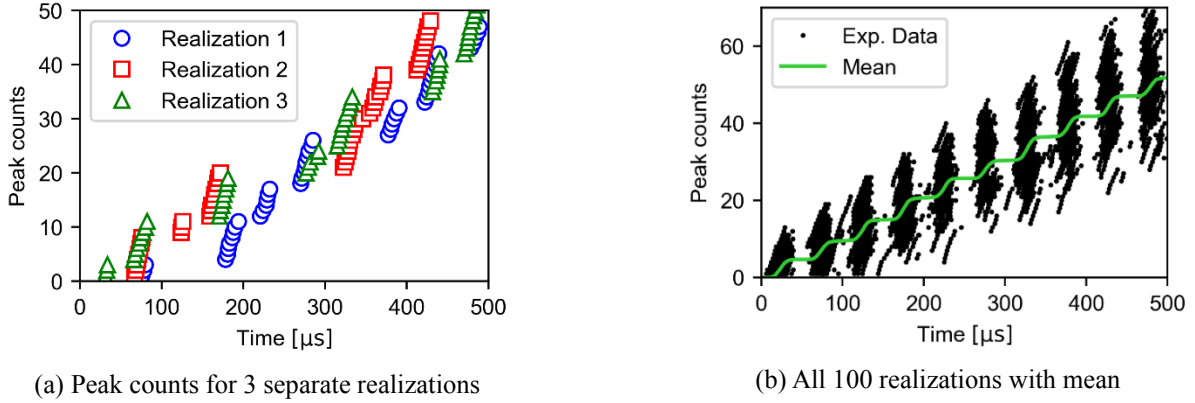 50
40
30
20
10
0
Peak counts
Realization 1
Realization 2
Realization 3
0 100 200 300 400 500
Time [μs]
(a) Peak counts for 3 separate realizations
60
40
20
0
Peak counts
Exp. Data
Mean
0 100 200 300 400 500
Time [μs]
(b) All 100 realizations with mean